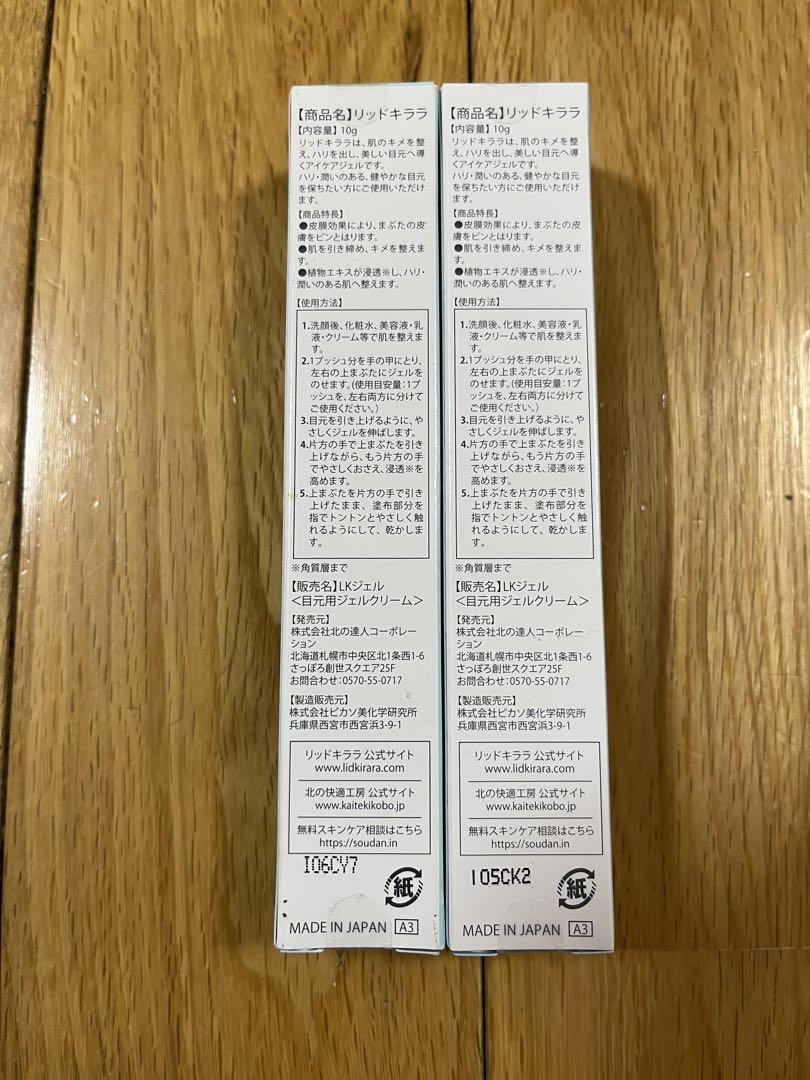 【商品名】リッドキララ
【内容量】10g
リッドキララは、肌のキメを整
え、ハリを出し、美しい目元へ導
くアイケアジェルです。
ハリ・潤いのある、健やかな目元
を保ちたい方にご使用いただけ
ます。
【商品特長】
●皮膜効果により、まぶたの皮
膚をピンとはります。
●肌を引き締め、キメを整えま
す。
●植物エキスが浸透※し、ハリ・
潤いのある肌へ整えます。
【使用方法】
1.洗顔後、化粧水、美容液・乳
液・クリーム等で肌を整えま
す。
2.1プッシュ分を手の甲にとり、
左右の上まぶたにジェルを
のせます。(使用目安量:1プ
ッシュを、左右両方に分けて
ご使用ください。)
3.目元を引き上げるように、や
さしくジェルを伸ばします。
4.片方の手で上まぶたを引き
上げながら、もう片方の手
でやさしくおさえ、浸透※を
高めます。
5.上まぶたを片方の手で引き
上げたまま、塗布部分を
指でトントンとやさしく触
れるようにして、乾かしま
す。
※角質層まで
【販売名】LKジェル
＜目元用ジェルクリーム＞
【発売元】
株式会社北の達人コーポレー
ション
北海道札幌市中央区北1条西1-6
さっぽろ創世スクエア25F
お問合わせ:0570-55-0717
【製造販売元】
株式会社ピカソ美化学研究所
兵庫県西宮市西宮浜3-9-1
リッドキララ 公式サイト
www.lidkirara.com
北の快適工房 公式サイト
www.kaitekikobo.jp
無料スキンケア相談はこちら
https://soudan.in
I06CY7
紙
MADE IN JAPAN A3
【商品名】リッドキララ
【内容量】10g
リッドキララは、肌のキメを整
え、ハリを出し、美しい目元へ導
くアイケアジェルです。
ハリ・潤いのある、健やかな目元
を保ちたい方にご使用いただけ
ます。
【商品特長】
●皮膜効果により、まぶたの皮
膚をピンとはります。
●肌を引き締め、キメを整えま
す。
●植物エキスが浸透※し、ハリ・
潤いのある肌へ整えます。
【使用方法】
1.洗顔後、化粧水、美容液・乳
液・クリーム等で肌を整えま
す。
2.1プッシュ分を手の甲にとり、
左右の上まぶたにジェルを
のせます。(使用目安量:1プ
ッシュを、左右両方に分けて
ご使用ください。)
3.目元を引き上げるように、や
さしくジェルを伸ばします。
4.片方の手で上まぶたを引き
上げながら、もう片方の手
でやさしくおさえ、浸透※を
高めます。
5.上まぶたを片方の手で引き
上げたまま、塗布部分を
指でトントンとやさしく触
れるようにして、乾かしま
す。
※角質層まで
【販売名】LKジェル
＜目元用ジェルクリーム＞
【発売元】
株式会社北の達人コーポレー
ション
北海道札幌市中央区北1条西1-6
さっぽろ創世スクエア25F
お問合わせ:0570-55-0717
【製造販売元】
株式会社ピカソ美化学研究所
兵庫県西宮市西宮浜3-9-1
リッドキララ 公式サイト
www.lidkirara.com
北の快適工房 公式サイト
www.kaitekikobo.jp
無料スキンケア相談はこちら
https://soudan.in
I05CK2
紙
MADE IN JAPAN A3